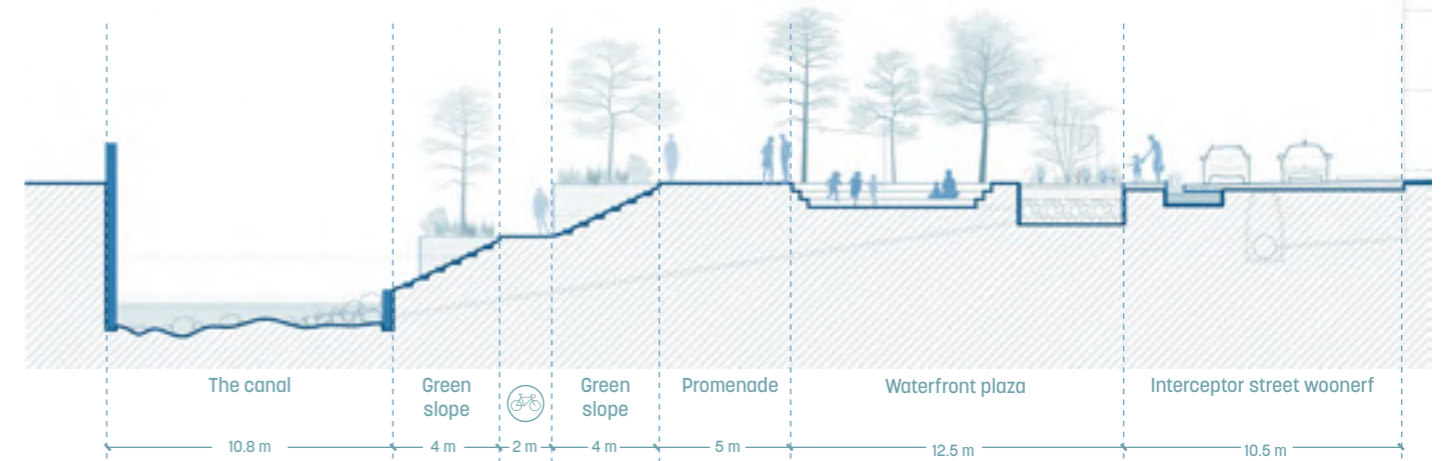 The canal
Green
slope
Green
slope
Promenade
Waterfront plaza
Interceptor street woonerf
10.8 m
4 m
2 m
4 m
5 m
12.5 m
10.5 m